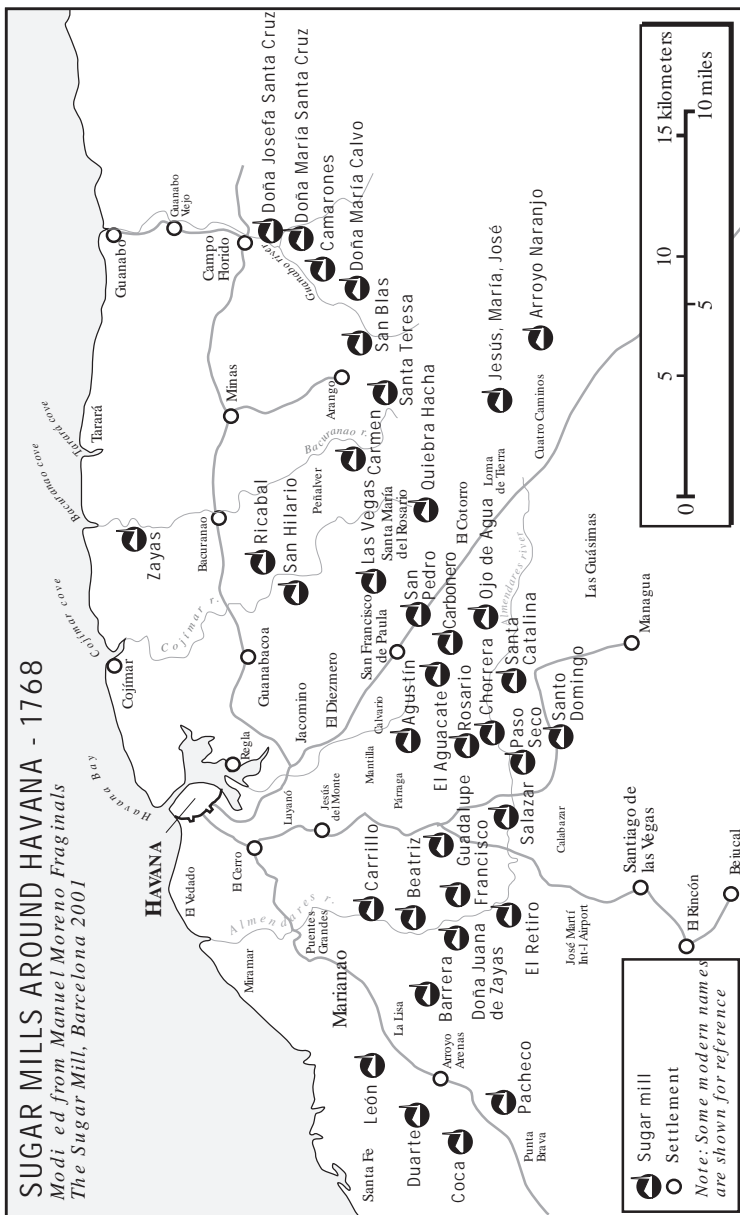 SUGAR MILLS AROUND HAVANA - 1768
Modi ed from Manuel Moreno Fraginals
The Sugar Mill, Barcelona 2001
Havana Bay
Cojímar cove
Bacuranao cove
Tarará cove
HAVANA
El Vedado
Miramar
Cojímar
Tarará
Guanabo
Guanabo
Viejo
Zayas
Regla
El Cerro
Luyanó
Jesús
del Monte
Guanabacoa
Cojímar r.
Bacuranao
Minas
Campo
Florido
Ricabal
San Hilario
Doña Josefa Santa Cruz
Doña María Santa Cruz
Camarones
Doña María Calvo
Guanabo river
Almendares r.
Puentes
Grandes
Marianao
Jacomino
El Diezmero
Peñalver
Bacuranao r.
Arango
San Blas
Santa Teresa
Carmen
Las Vegas
Santa María
del Rosario
Quiebra Hacha
San Francisco
de Paula
San
Pedro
Carbonero
Ojo de Agua
El Cotorro
Loma
de Tierra
Cuatro Caminos
Jesús, María, José
Arroyo Naranjo
Mantilla
Calvario
Párraga
Agustín
El Aguacate
Rosario
Chorrera
Santa
Catalina
Almendares river
Paso
Seco
Santo
Domingo
Las Guásimas
Managua
Carrillo
Beatriz
Guadalupe
Francisco
Salazar
Calabazar
Barrera
Doña Juana
de Zayas
El Retiro
José Martí
Int-l Airport
Santiago de
las Vegas
El Rincón
Bejucal
La Lisa
León
Arroyo
Arenas
Santa Fe
Duarte
Coca
Pacheco
Punta
Brava
Sugar mill
Settlement
Note: Some modern names
are shown for reference
0 5 10 15 kilometers
5 10 miles